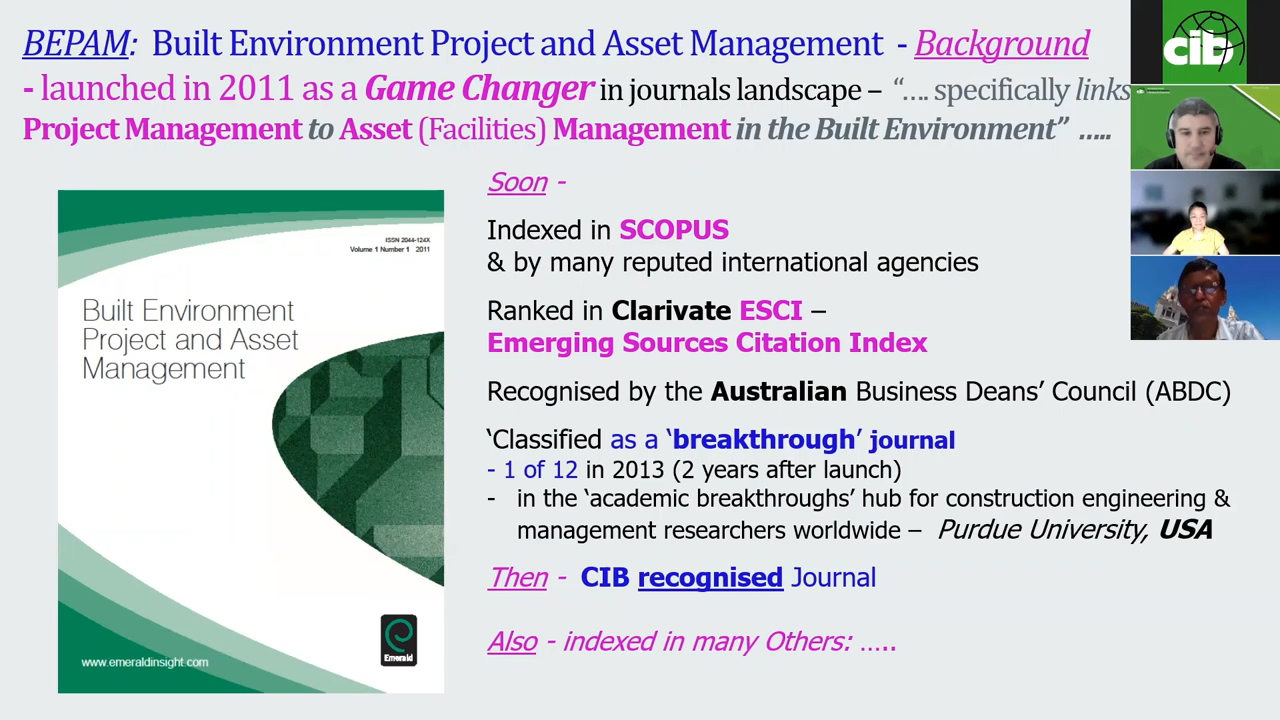 BEPAM: Built Environment Project and Asset Management - Background
- launched in 2011 as a Game Changer in journals landscape – “…. specifically links
Project Management to Asset (Facilities) Management in the Built Environment” …..
cib
ISSN 2044-124X
Volume 1 Number 1 2011
Built Environment
Project and Asset
Management
Emerald
www.emeraldinsight.com
Soon -
Indexed in SCOPUS
& by many reputed international agencies
Ranked in Clarivate ESCI –
Emerging Sources Citation Index
Recognised by the Australian Business Deans’ Council (ABDC)
‘Classified as a ‘breakthrough’ journal
- 1 of 12 in 2013 (2 years after launch)
- in the ‘academic breakthroughs’ hub for construction engineering &
management researchers worldwide – Purdue University, USA
Then - CIB recognised Journal
Also - indexed in many Others: …..